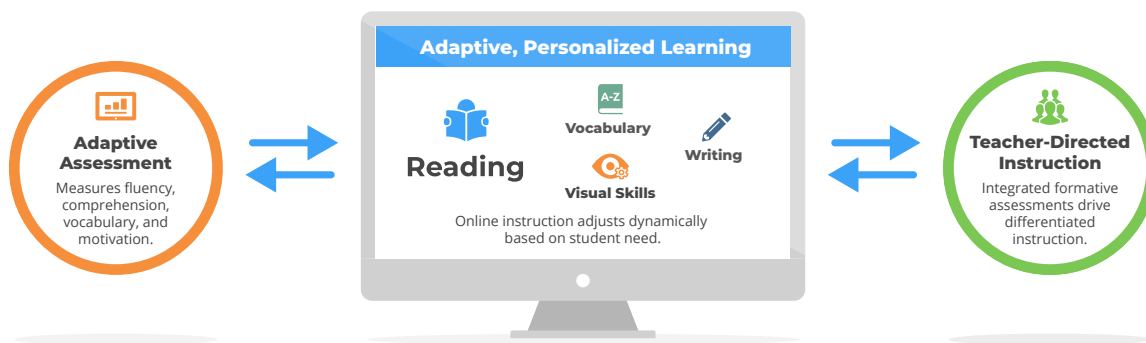 Adaptive
Assessment
Measures fluency,
comprehension,
vocabulary, and
motivation.
Adaptive, Personalized Learning
Reading
A-Z
Vocabulary
Writing
Visual Skills
Online instruction adjusts dynamically
based on student need.
Teacher-Directed
Instruction
Integrated formative
assessments drive
differentiated
instruction.